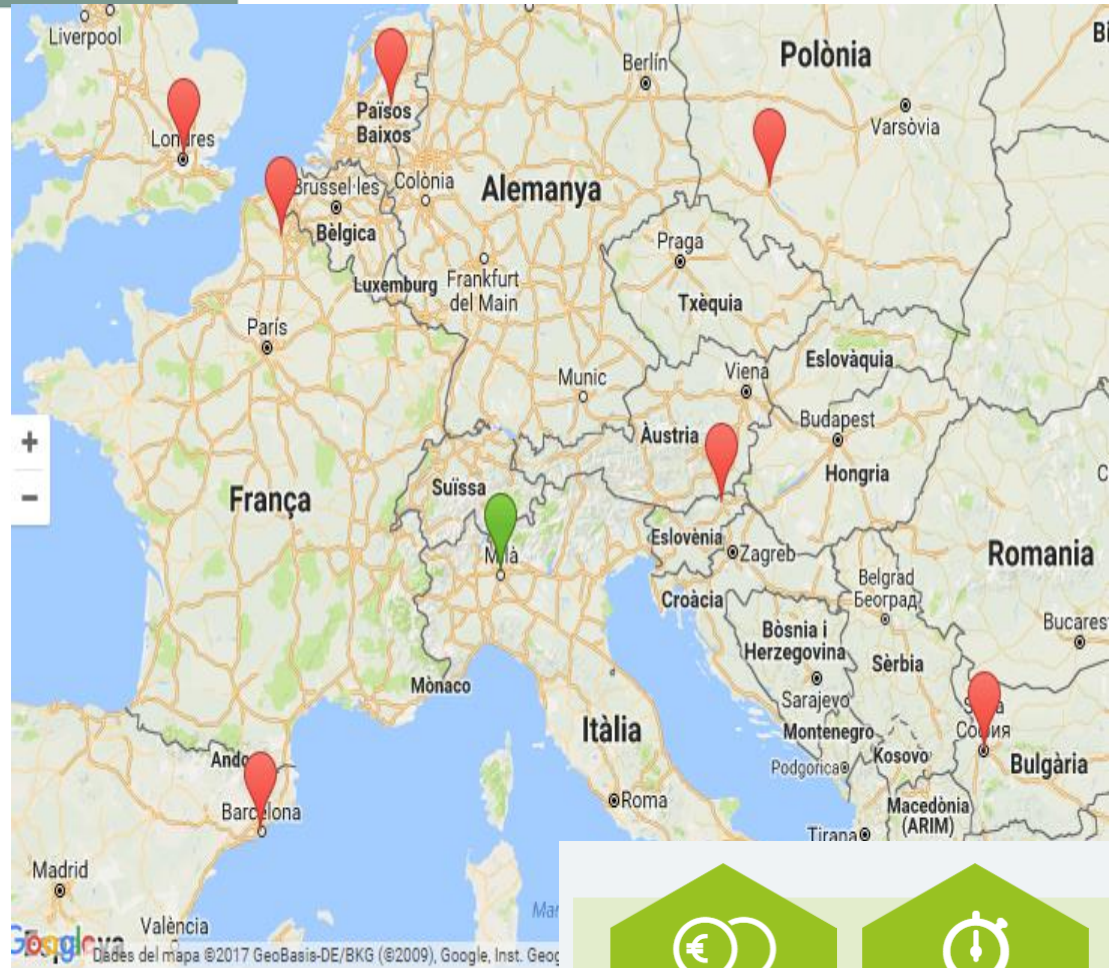 Liverpool
Londres
Països
Baixos
Berlín
Polònia
Varsòvia
Brussel·les
Colònia
Alemanya
Bèlgica
Luxemburg
Frankfurt
del Main
Praga
Txèquia
París
Munic
Viena
Eslovàquia
Budapest
Àustria
Hongria
+
−
França
Suïssa
Milà
Eslovènia
Zagreb
Romania
Croàcia
Belgrad
Београд
Bòsnia i
Herzegovina
Sèrbia
Mònaco
Sarajevo
Itàlia
Montenegro
Kosovo
София
Bulgària
Podgorica
Barcelona
Roma
Macedònia
(ARIM)
Tirana
Madrid
València
Dades del mapa ©2017 GeoBasis-DE/BKG (©2009), Google, Inst.
€